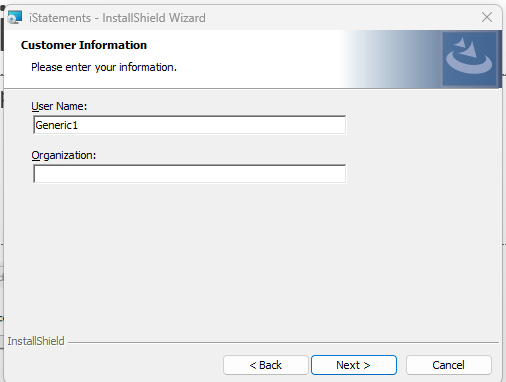 iStatements - InstallShield Wizard
Customer Information
Please enter your information.
User Name:
Generic1
Organization:
InstallShield
< Back
Next >
Cancel